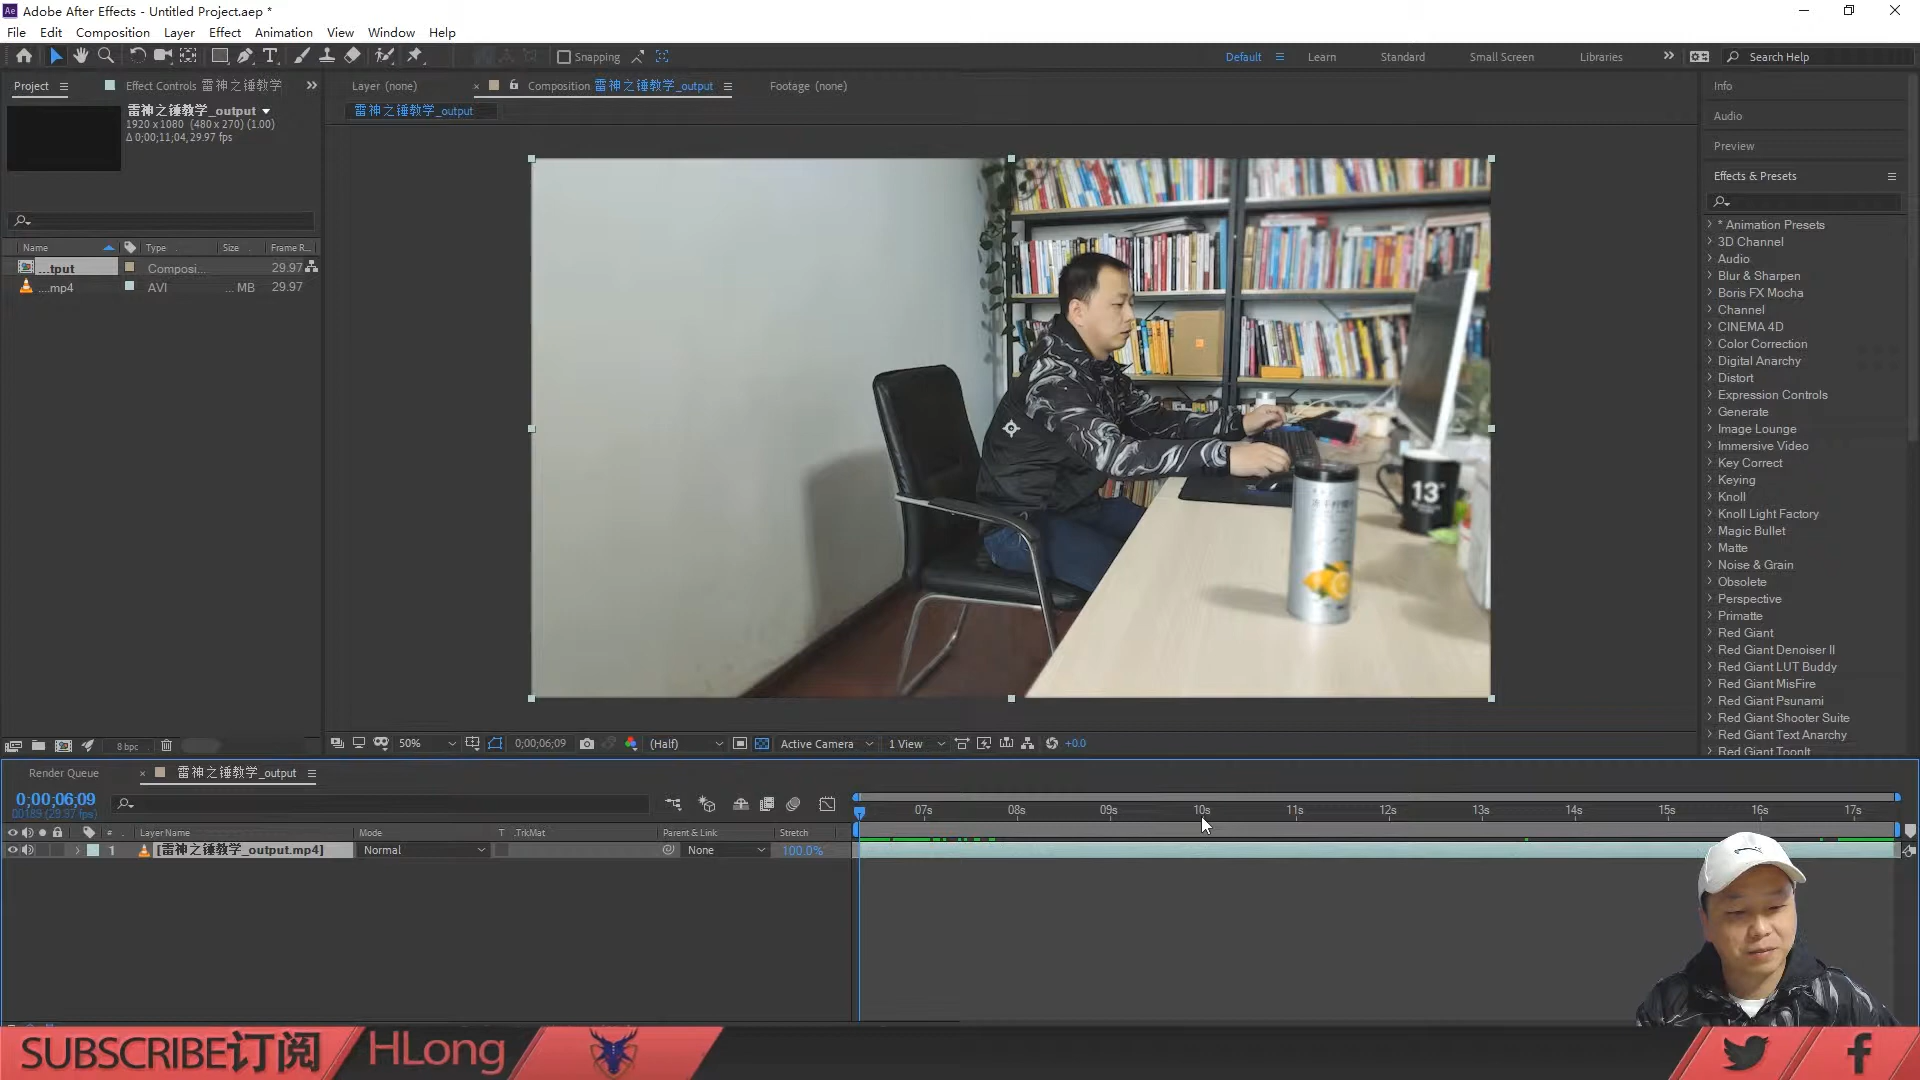 Adobe After Effects - Untitled Project.aep *
File Edit Composition Layer Effect Animation View Window Help
Snapping Default Learn Standard Small Screen Libraries Search Help
Project Effect Controls 雷神之锤教学 Layer (none) Composition 雷神之锤教学_output Footage (none) Info
雷神之锤教学_output
雷神之锤教学_output
1920 x 1080 (480 x 270) (1.00)
Δ 0;00;11;04, 29.97 fps
Audio
Preview
Effects & Presets
Name Type Size Frame R...
...tput Composi... 29.97
....mp4 AVI ... MB 29.97
* Animation Presets
3D Channel
Audio
Blur & Sharpen
Boris FX Mocha
Channel
CINEMA 4D
Color Correction
Digital Anarchy
Distort
Expression Controls
Generate
Image Lounge
Immersive Video
Key Correct
Keying
Knoll
Knoll Light Factory
Magic Bullet
Matte
Noise & Grain
Obsolete
Perspective
Primatte
Red Giant
Red Giant Denoiser II
Red Giant LUT Buddy
Red Giant MisFire
Red Giant Psunami
Red Giant Shooter Suite
Red Giant Text Anarchy
Red Giant ToonIt
13
8 bpc
50% 0;00;06;09 (Half) Active Camera 1 View +0.0
Render Queue 雷神之锤教学_output
0;00;06;09
00189 (29.97 fps)
07s 08s 09s 10s 11s 12s 13s 14s 15s 16s 17s
# Layer Name Mode T .TrkMat Parent & Link Stretch
1 [雷神之锤教学_output.mp4] Normal None 100.0%
SUBSCRIBE订阅 HLong